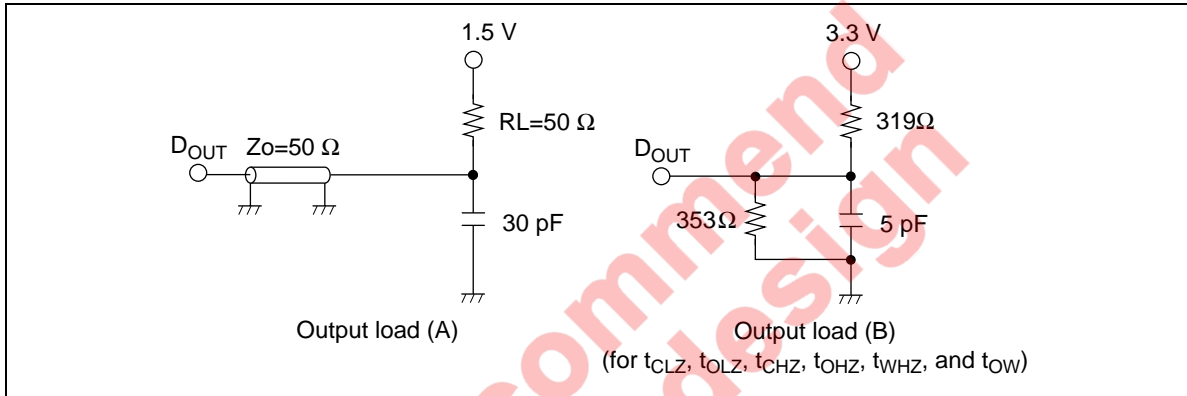 1.5 V
RL=50 Ω
DOUT
Zo=50 Ω
30 pF
Output load (A)
3.3 V
319Ω
DOUT
353Ω
5 pF
Output load (B)
(for tCLZ, tOLZ, tCHZ, tOHZ, tWHZ, and tOW)
commend
design